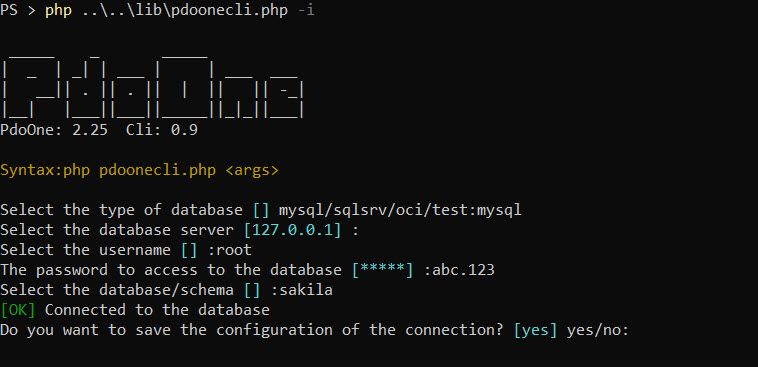 PS > php ..\..\lib\pdoonecli.php -i
PdoOne
PdoOne: 2.25  Cli: 0.9
Syntax:php pdoonecli.php <args>
Select the type of database [] mysql/sqlsrv/oci/test:mysql
Select the database server [127.0.0.1] :
Select the username [] :root
The password to access to the database [*****] :abc.123
Select the database/schema [] :sakila
[OK] Connected to the database
Do you want to save the configuration of the connection? [yes] yes/no: